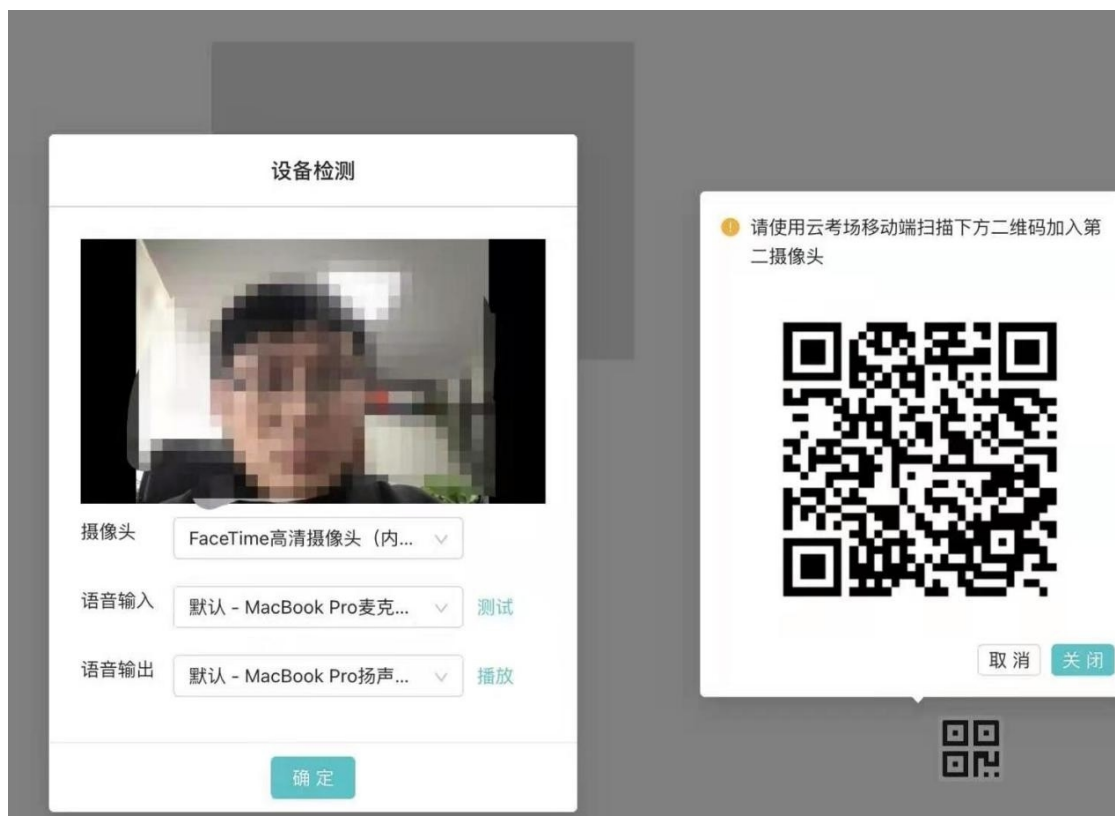 设备检测
摄像头
FaceTime高清摄像头（内...
语音输入
默认 - MacBook Pro麦克...
测试
语音输出
默认 - MacBook Pro扬声...
播放
确 定
请使用云考场移动端扫描下方二维码加入第
二摄像头
取 消
关 闭